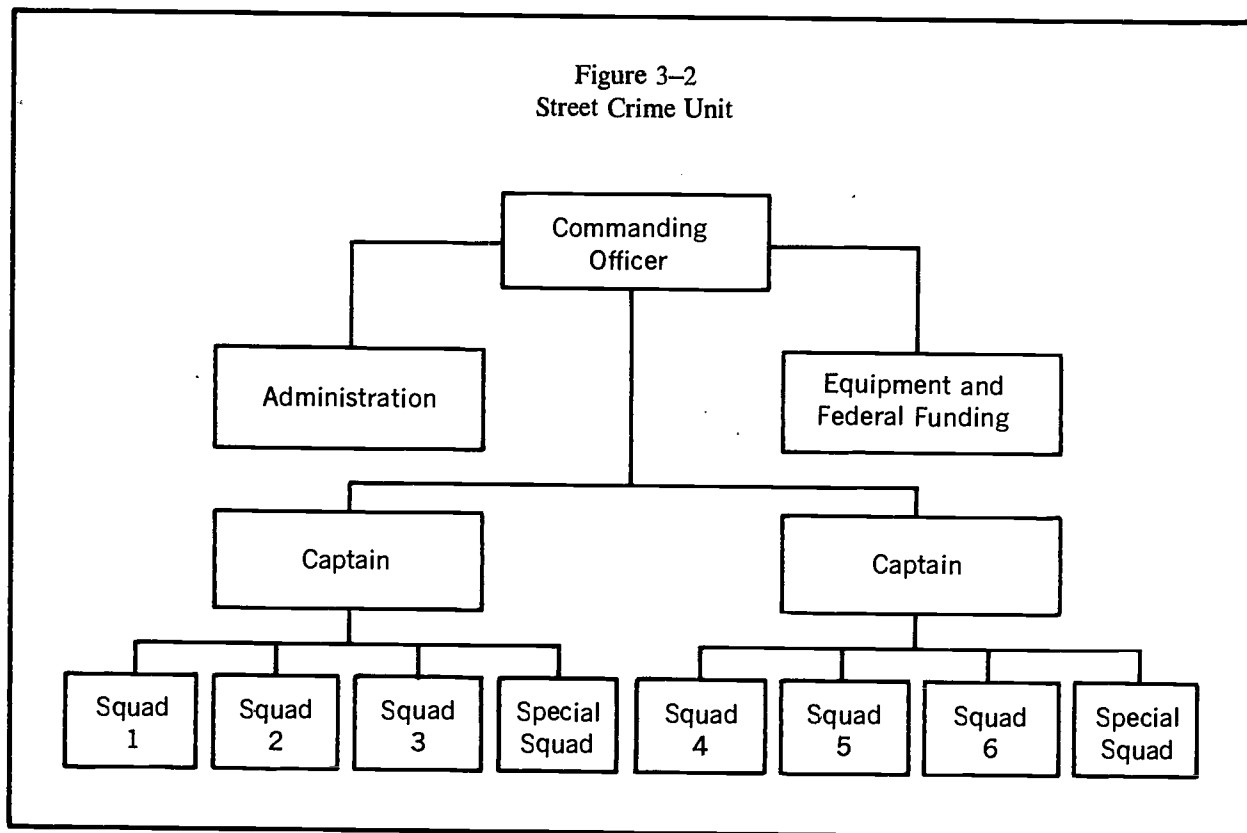 Figure 3–2
Street Crime Unit
Commanding
Officer
Administration
Equipment and
Federal Funding
Captain
Captain
Squad
1
Squad
2
Squad
3
Special
Squad
Squad
4
Squad
5
Squad
6
Special
Squad